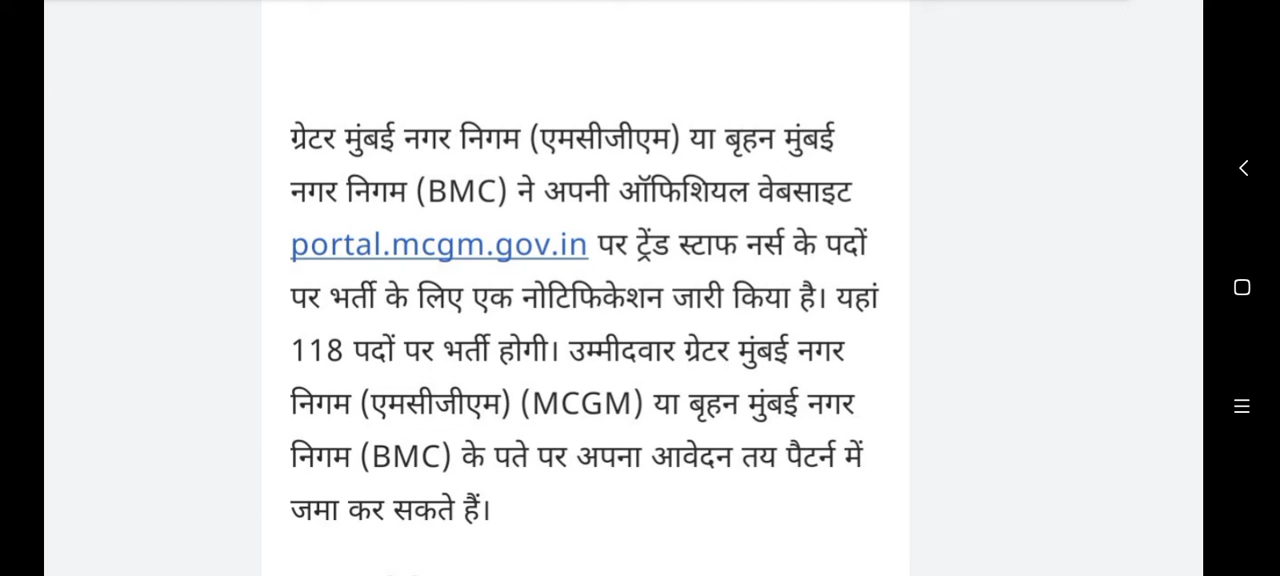 ग्रेटर मुंबई नगर निगम (एमसीजीएम) या बृहन मुंबई
नगर निगम (BMC) ने अपनी ऑफिशियल वेबसाइट
portal.mcgm.gov.in पर ट्रेंड स्टाफ नर्स के पदों
पर भर्ती के लिए एक नोटिफिकेशन जारी किया है। यहां
118 पदों पर भर्ती होगी। उम्मीदवार ग्रेटर मुंबई नगर
निगम (एमसीजीएम) (MCGM) या बृहन मुंबई नगर
निगम (BMC) के पते पर अपना आवेदन तय पैटर्न में
जमा कर सकते हैं।